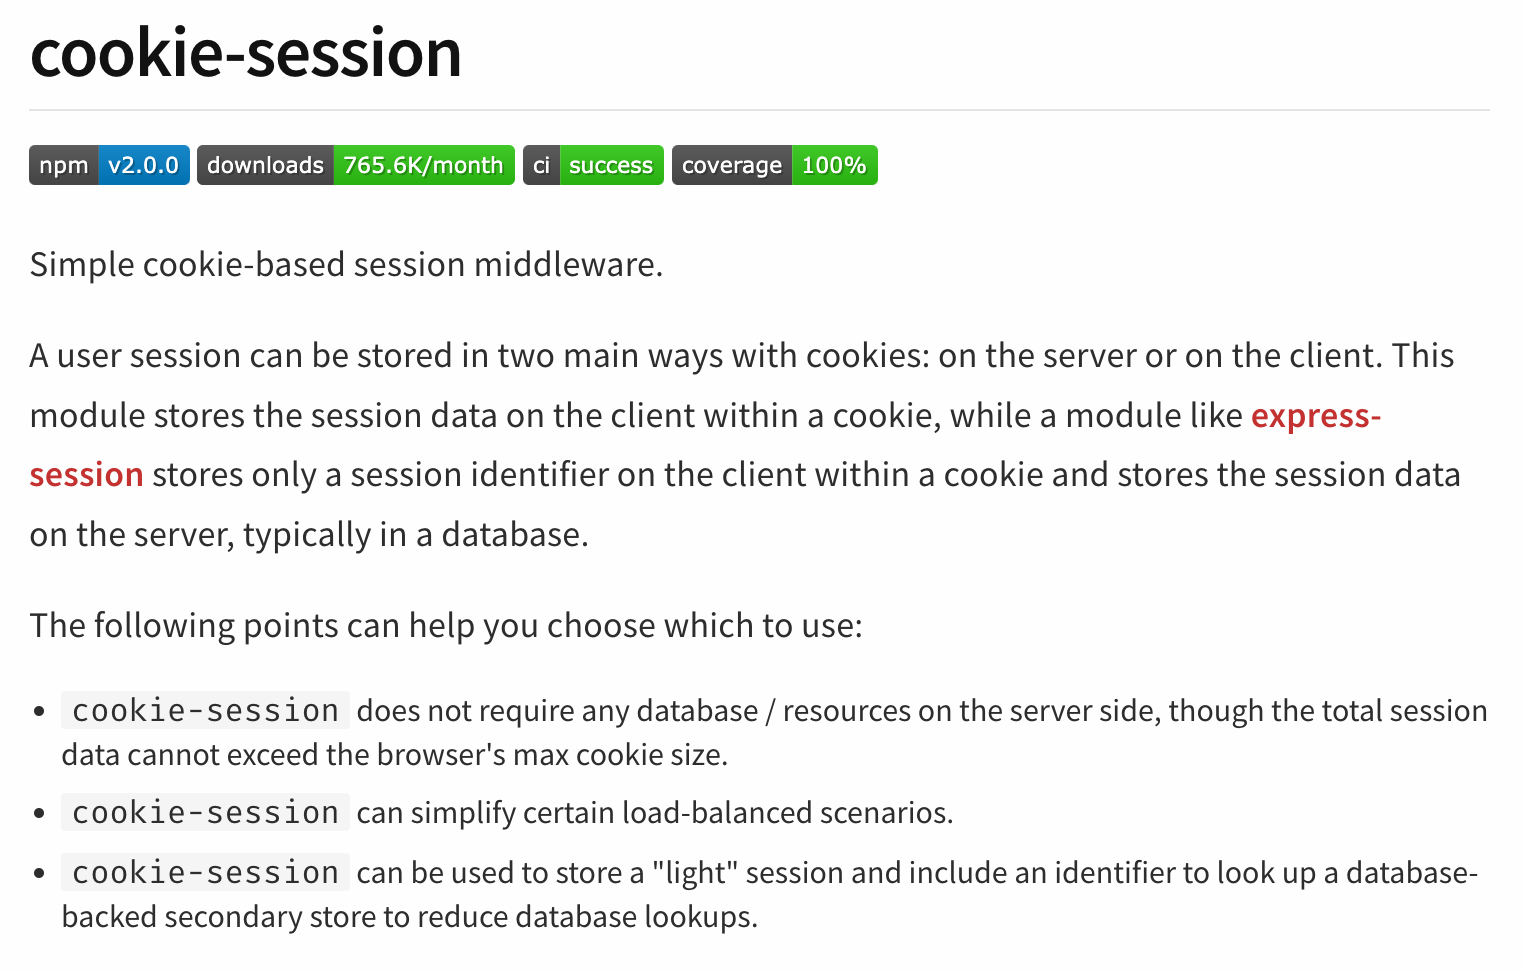 cookie-session
npm v2.0.0 downloads 765.6K/month ci success coverage 100%
Simple cookie-based session middleware.
A user session can be stored in two main ways with cookies: on the server or on the client. This
module stores the session data on the client within a cookie, while a module like express-
session stores only a session identifier on the client within a cookie and stores the session data
on the server, typically in a database.
The following points can help you choose which to use:
• cookie-session does not require any database / resources on the server side, though the total session
data cannot exceed the browser's max cookie size.
• cookie-session can simplify certain load-balanced scenarios.
• cookie-session can be used to store a "light" session and include an identifier to look up a database-
backed secondary store to reduce database lookups.